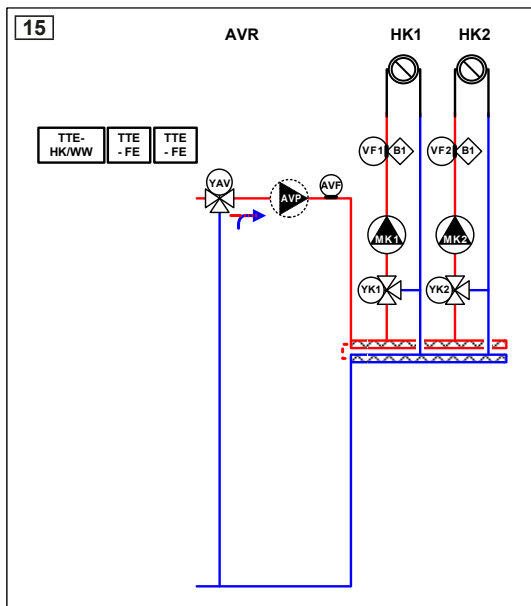 15
AVR
HK1
HK2
TTE-
HK/WW
TTE
- FE
TTE
- FE
VF1
B1
VF2
B1
YAV
AVP
AVF
MK1
MK2
YK1
YK2